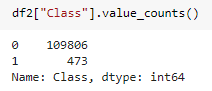 df2["Class"].value_counts()
0    109806
1       473
Name: Class, dtype: int64